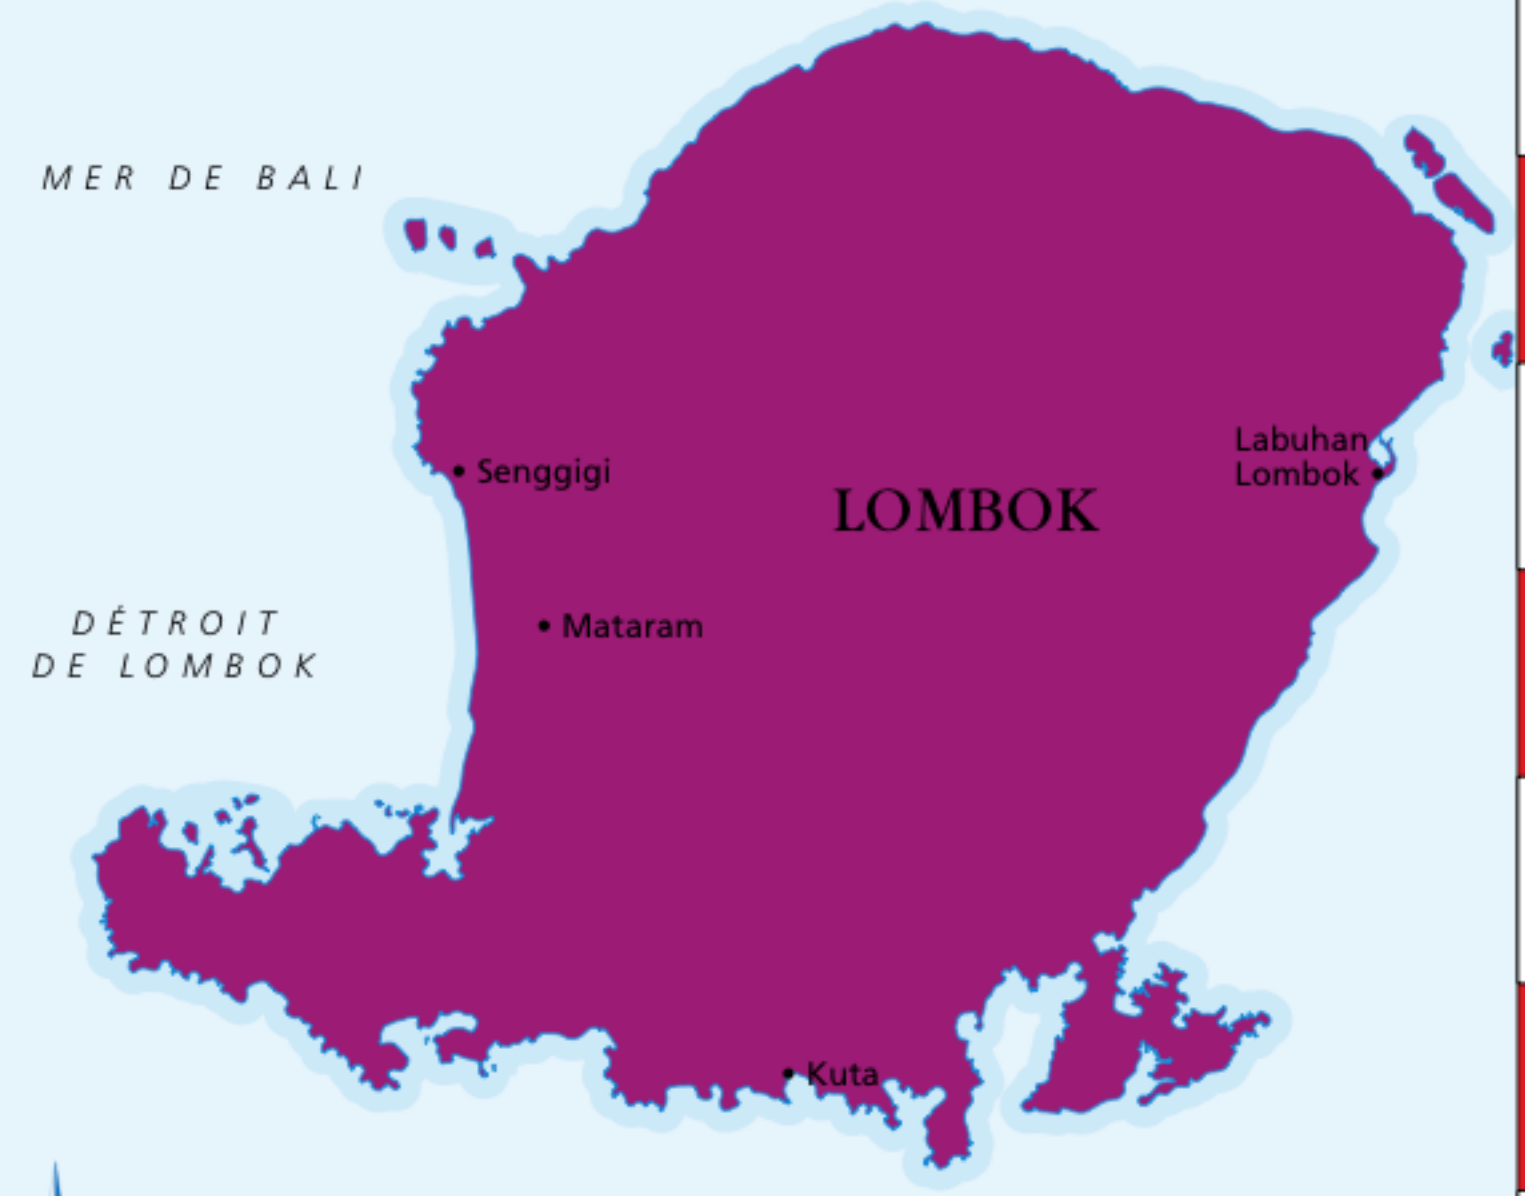 MER DE BALI
Labuhan
Lombok
Senggigi
LOMBOK
DÉTROIT
DE LOMBOK
Mataram
Kuta